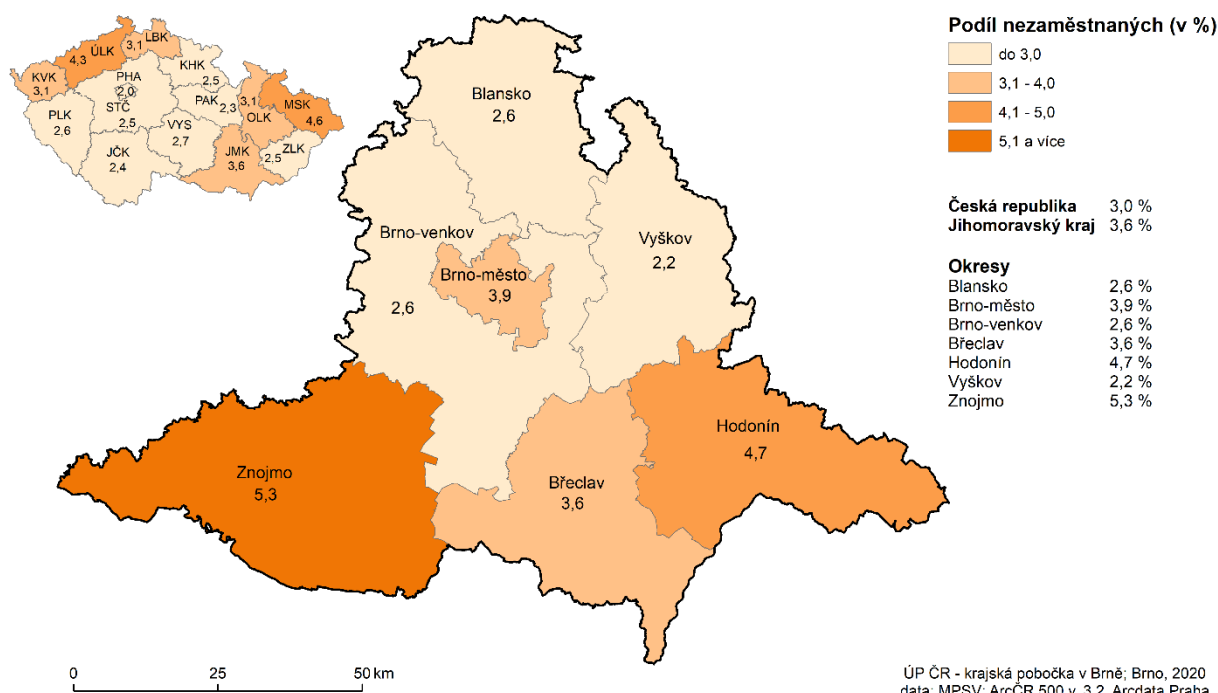 Podíl nezaměstnaných (v %)
do 3,0
3,1 - 4,0
4,1 - 5,0
5,1 a více
Česká republika 3,0 %
Jihomoravský kraj 3,6 %
Okresy
Blansko 2,6 %
Brno-město 3,9 %
Brno-venkov 2,6 %
Břeclav 3,6 %
Hodonín 4,7 %
Vyškov 2,2 %
Znojmo 5,3 %
LBK
3,1
ÚLK
4,3
KVK
3,1
KHK
2,5
PHA
2,0
STČ
2,5
PAK
2,3
3,1
OLK
MSK
4,6
PLK
2,6
VYS
2,7
JČK
2,4
JMK
3,6
ZLK
2,5
Blansko
2,6
Brno-venkov
2,6
Brno-město
3,9
Vyškov
2,2
Znojmo
5,3
Břeclav
3,6
Hodonín
4,7
0 25 50 km
ÚP ČR - krajská pobočka v Brně; Brno, 2020
data: MPSV; ArcČR 500 v. 3.2, Arcdata Praha